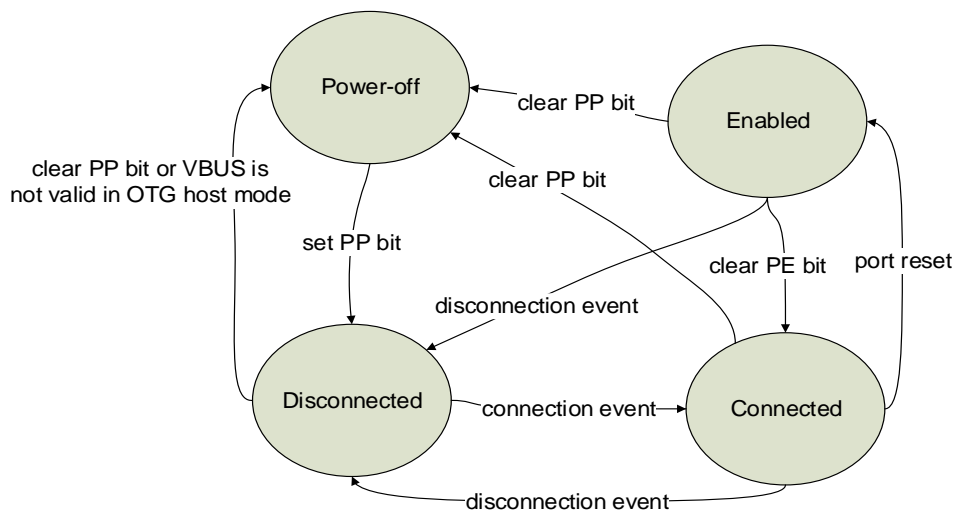 Power-off
Enabled
clear PP bit
clear PP bit or VBUS is
not valid in OTG host mode
clear PP bit
set PP bit
clear PE bit
port reset
disconnection event
Disconnected
connection event
Connected
disconnection event